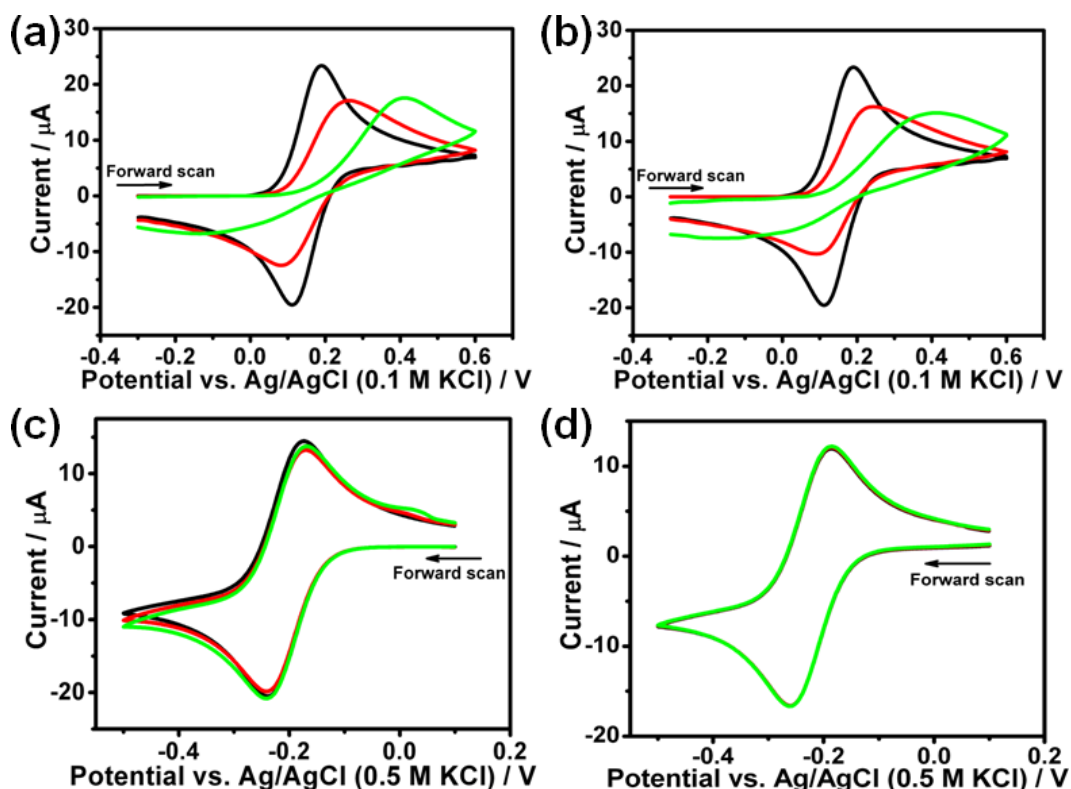 (a)
30
20
10
0
-10
-20
Current / μA
Forward scan
-0.4 -0.2 0.0 0.2 0.4 0.6
Potential vs. Ag/AgCl (0.1 M KCl) / V
(b)
30
20
10
0
-10
-20
Current / μA
Forward scan
-0.4 -0.2 0.0 0.2 0.4 0.6
Potential vs. Ag/AgCl (0.1 M KCl) / V
(c)
10
0
-10
-20
Current / μA
Forward scan
-0.4 -0.2 0.0 0.2
Potential vs. Ag/AgCl (0.5 M KCl) / V
(d)
10
0
-10
-20
Current / μA
Forward scan
-0.4 -0.2 0.0 0.2
Potential vs. Ag/AgCl (0.5 M KCl) / V